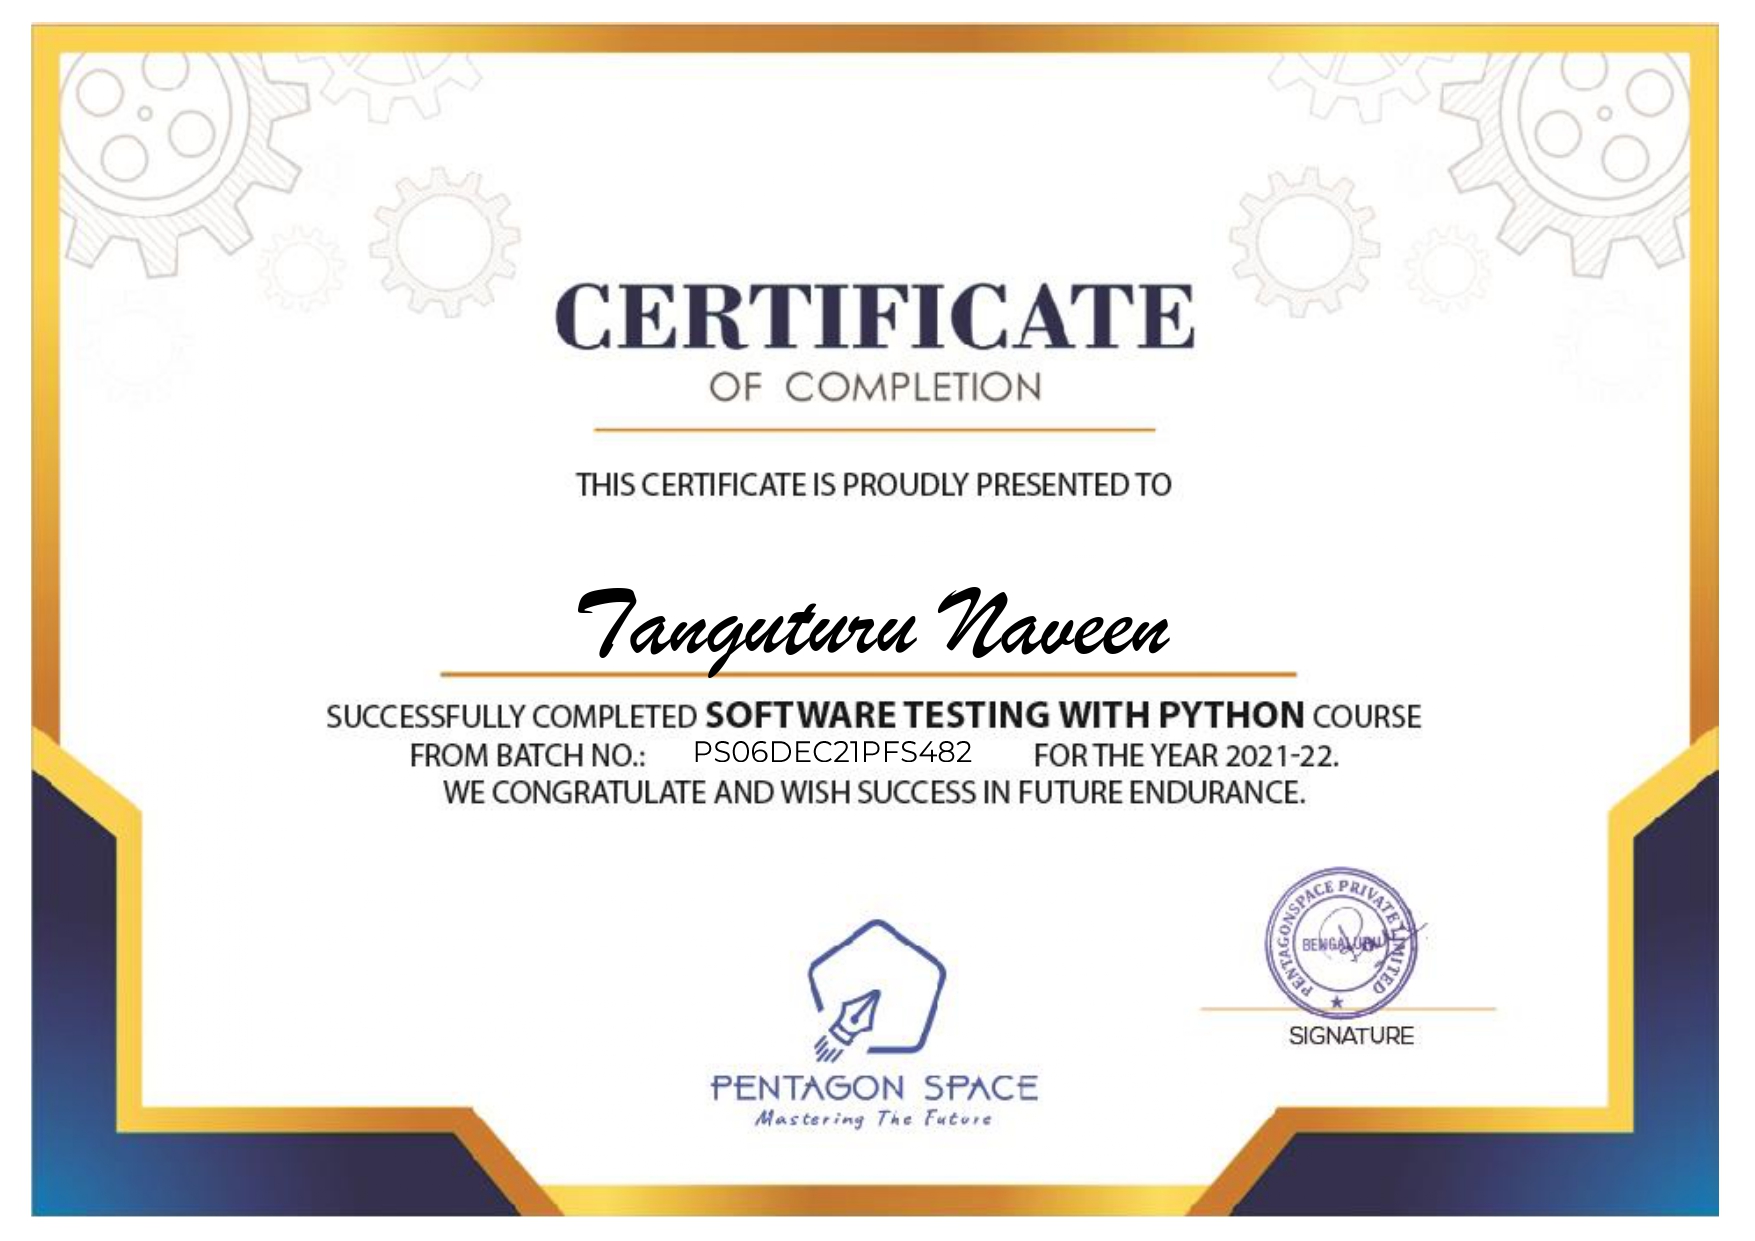 CERTIFICATE
OF COMPLETION
THIS CERTIFICATE IS PROUDLY PRESENTED TO
Tanguturu Naveen
SUCCESSFULLY COMPLETED SOFTWARE TESTING WITH PYTHON COURSE
FROM BATCH NO.: PS06DEC21PFS482 FOR THE YEAR 2021-22.
WE CONGRATULATE AND WISH SUCCESS IN FUTURE ENDURANCE.
PENTAGONSPACE PRIVATE LIMITED
BENGALURU
SIGNATURE
PENTAGON SPACE
Mastering The Future